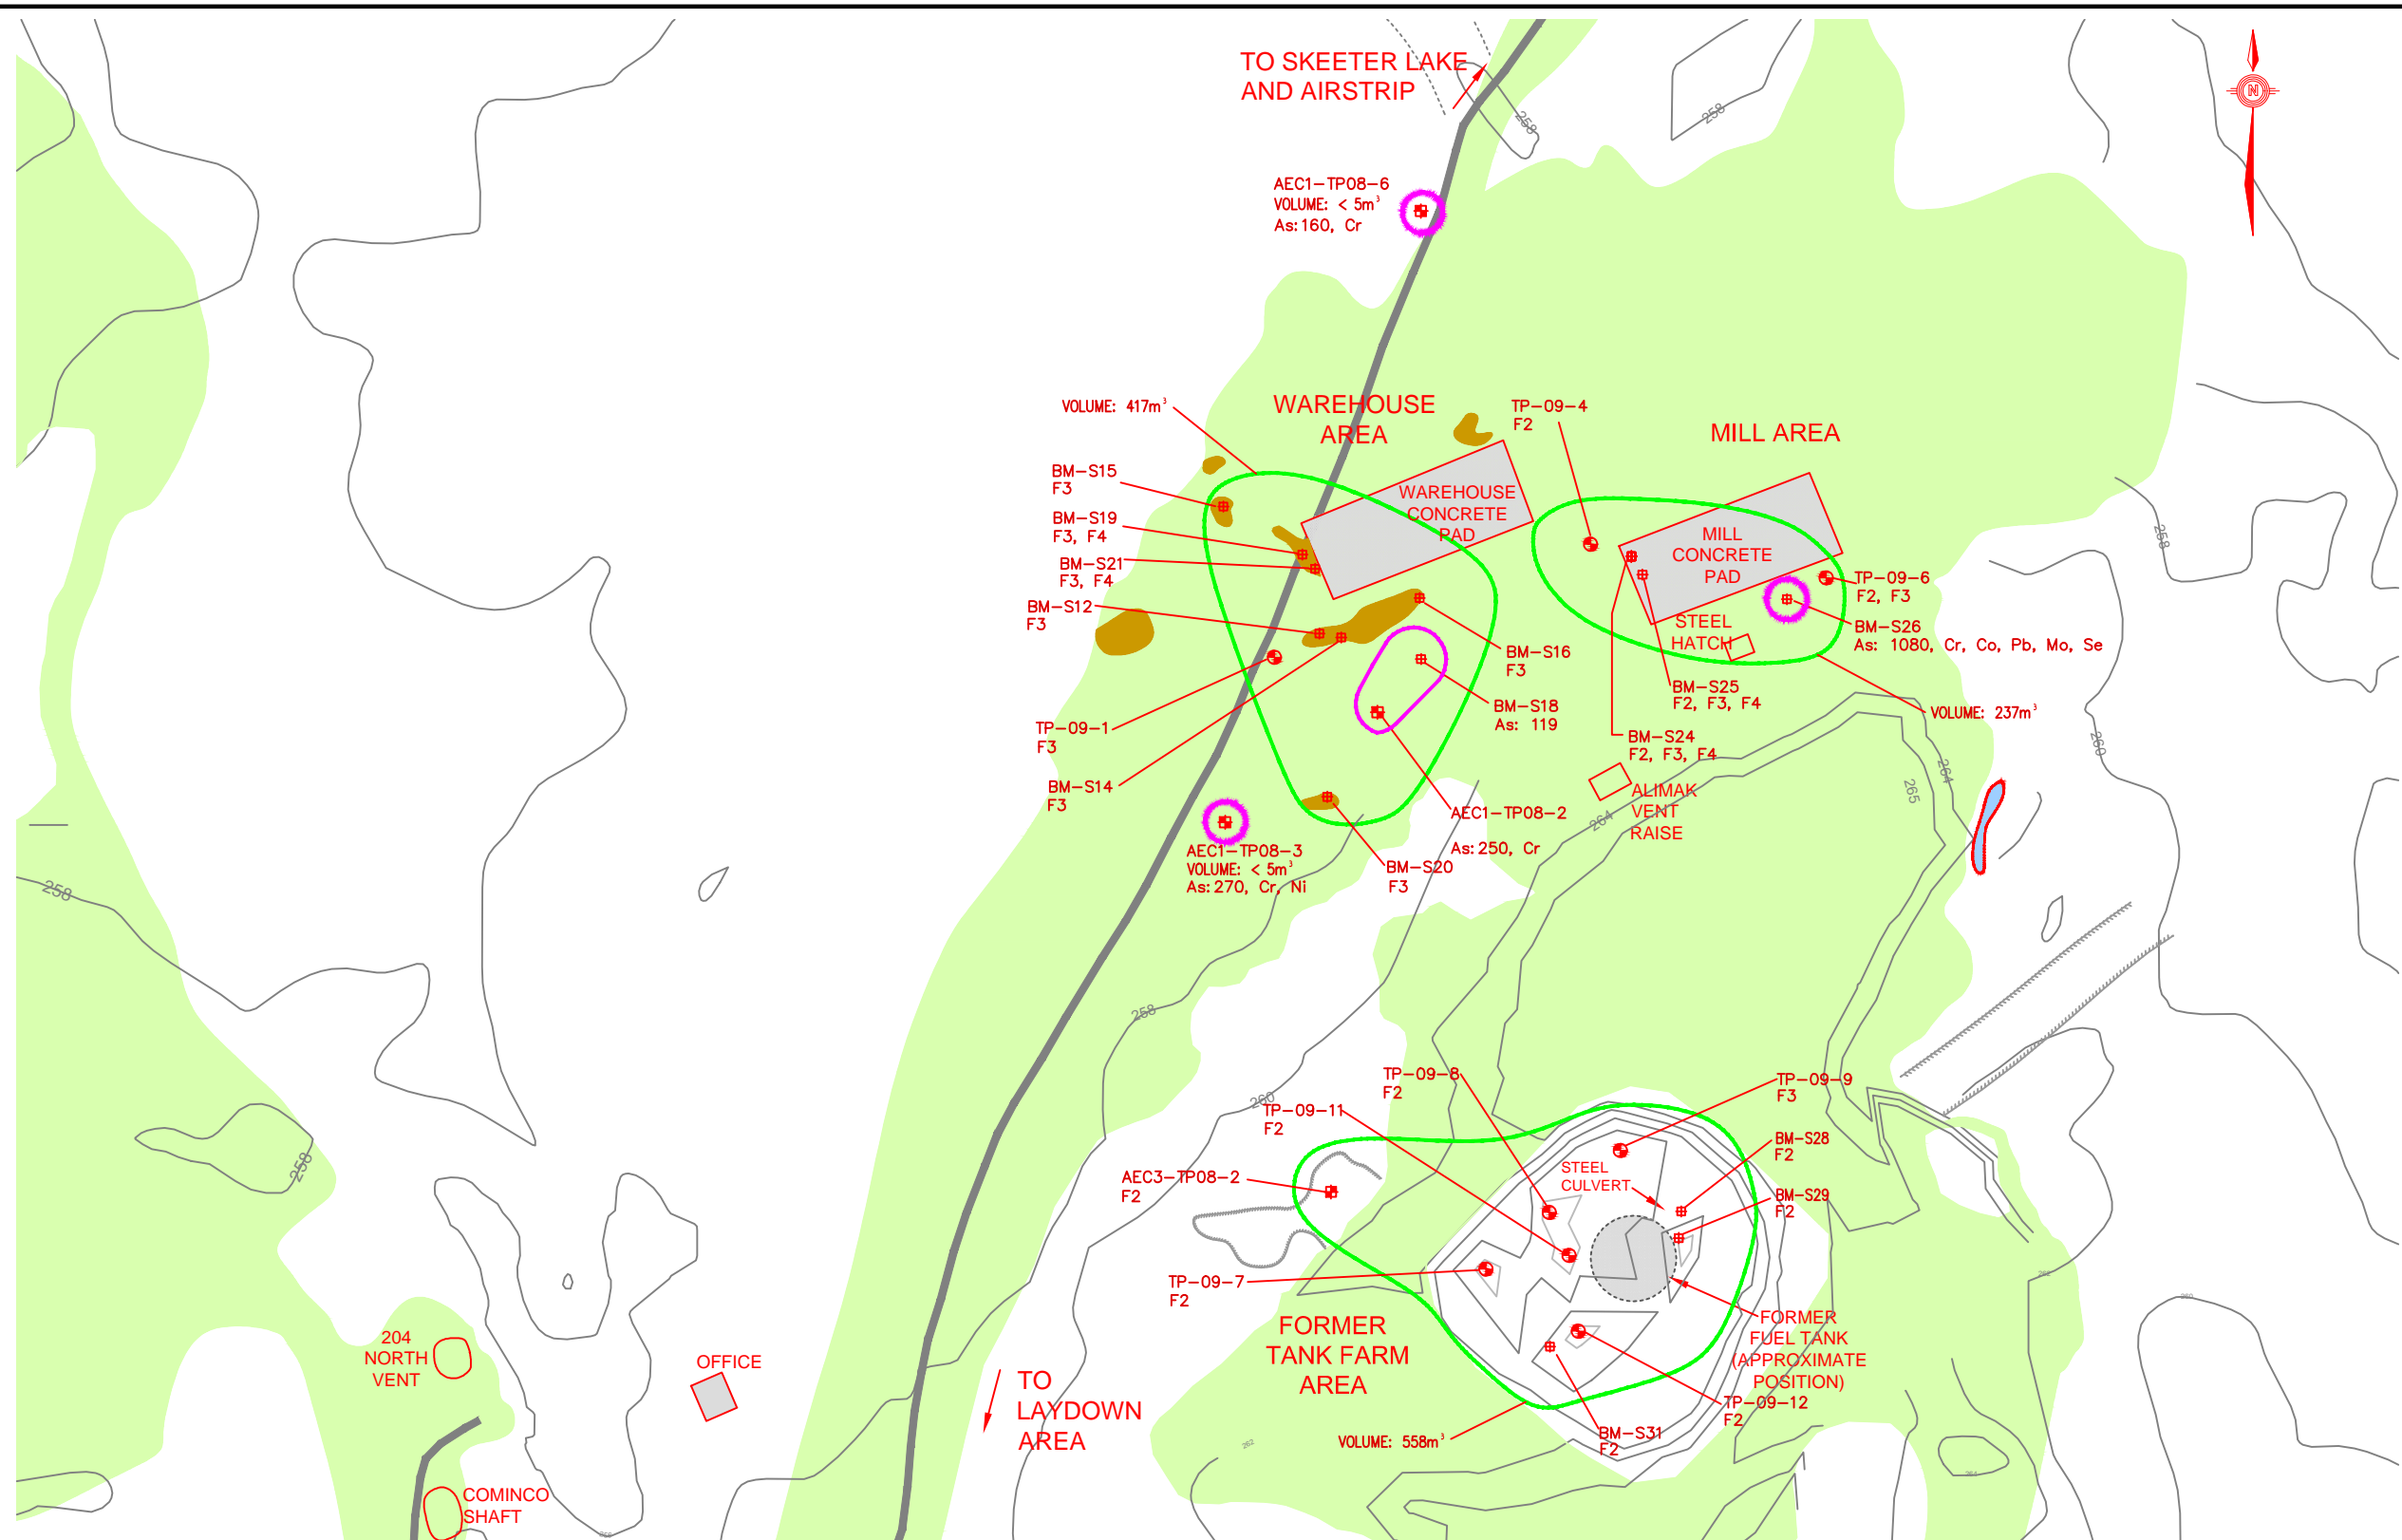 TO SKEETER LAKE
AND AIRSTRIP
258
258
N
AEC1-TP08-6
VOLUME: < 5m³
As:160, Cr
VOLUME: 417m³
WAREHOUSE
AREA
TP-09-4
F2
MILL AREA
BM-S15
F3
WAREHOUSE
CONCRETE
PAD
BM-S19
F3, F4
MILL
CONCRETE
PAD
258
BM-S21
F3, F4
TP-09-6
F2, F3
BM-S12
F3
STEEL
HATCH
BM-S26
As: 1080, Cr, Co, Pb, Mo, Se
BM-S16
F3
BM-S25
F2, F3, F4
BM-S18
As: 119
VOLUME: 237m³
TP-09-1
F3
BM-S24
F2, F3, F4
260
264
265
BM-S14
F3
ALIMAK
VENT
RAISE
264
AEC1-TP08-2
As:250, Cr
AEC1-TP08-3
VOLUME: < 5m³
As:270, Cr, Ni
BM-S20
F3
258
258
TP-09-8
F2
TP-09-9
F3
260
TP-09-11
F2
BM-S28
F2
258
STEEL
CULVERT
AEC3-TP08-2
F2
BM-S29
F2
TP-09-7
F2
262
260
FORMER
TANK FARM
AREA
FORMER
FUEL TANK
(APPROXIMATE
POSITION)
204
NORTH
VENT
OFFICE
TO
LAYDOWN
AREA
TP-09-12
F2
BM-S31
F2
VOLUME: 558m³
262
264
COMINCO
SHAFT